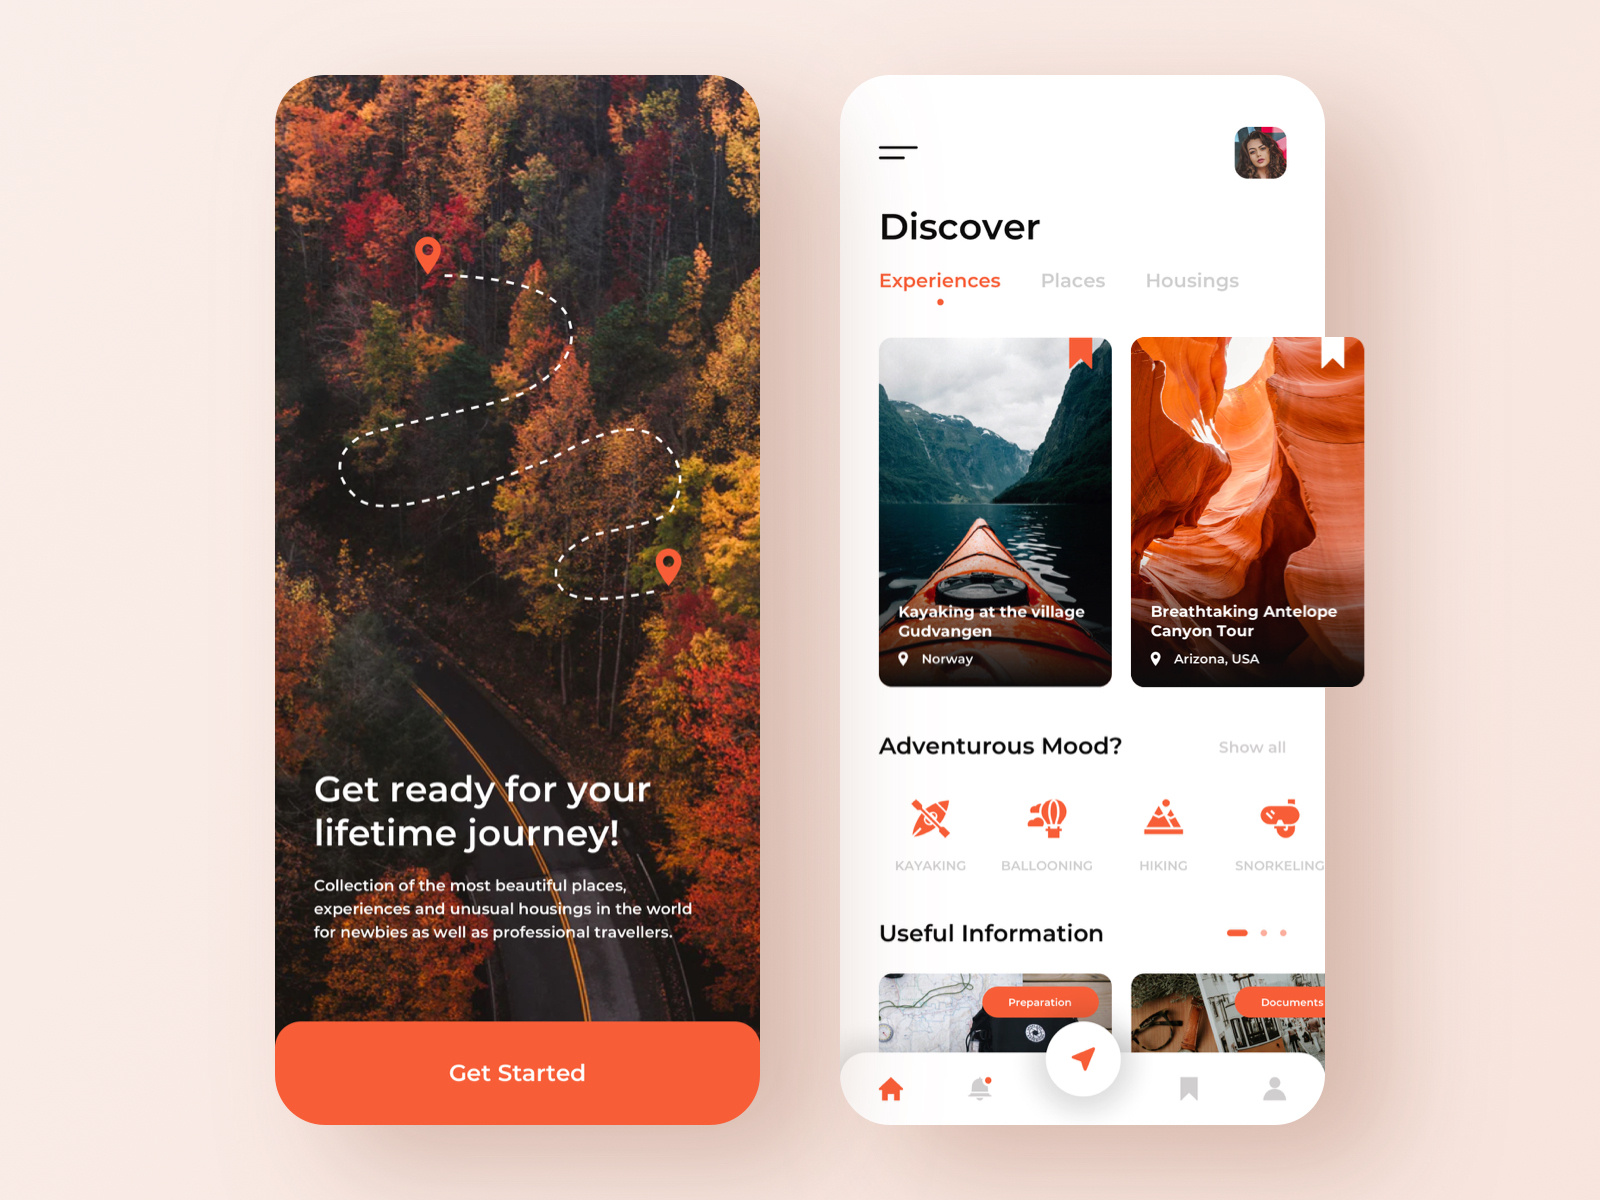 Get ready for your
lifetime journey!
Collection of the most beautiful places,
experiences and unusual housings in the world
for newbies as well as professional travellers.
Get Started
Discover
Experiences Places Housings
Kayaking at the village
Gudvangen
Norway
Breathtaking Antelope
Canyon Tour
Arizona, USA
Adventurous Mood? Show all
KAYAKING BALLOONING HIKING SNORKELING
Useful Information
Preparation
Documents